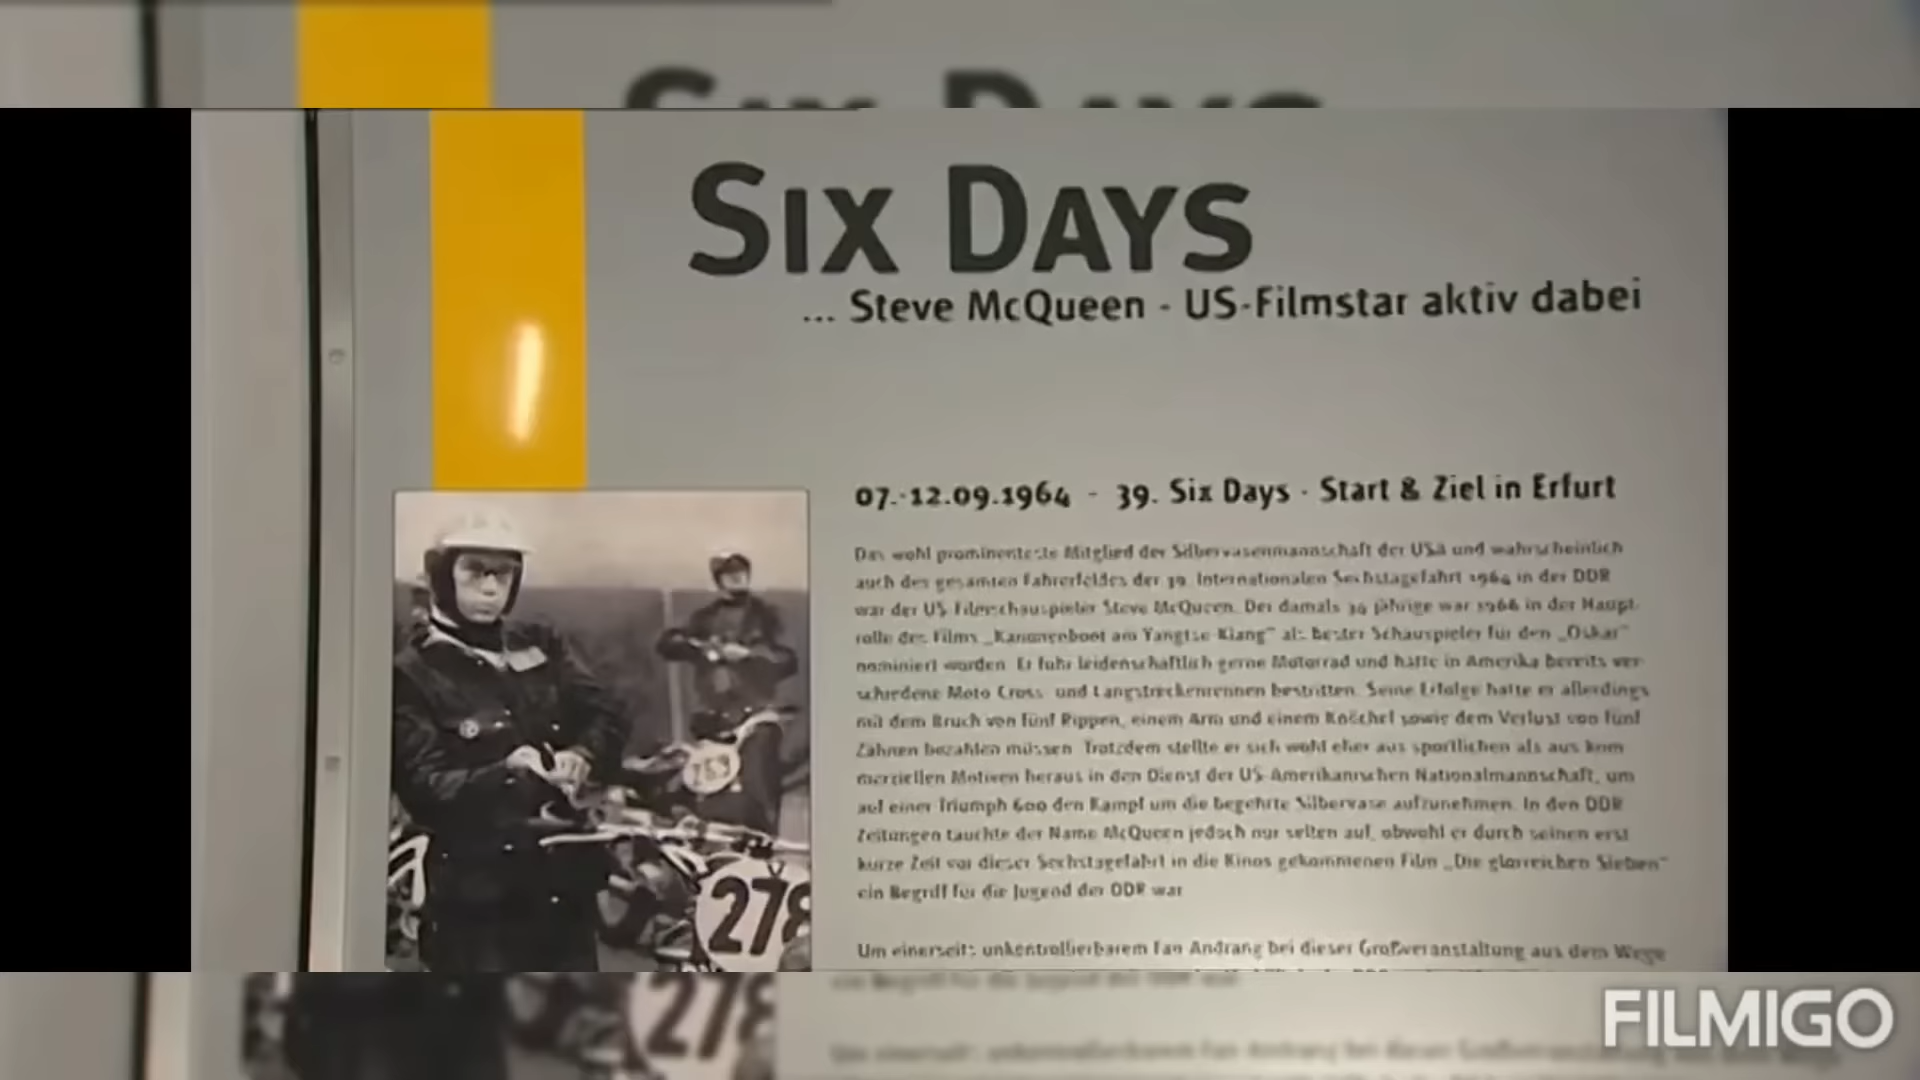 SIX DAYS
... Steve McQueen - US-Filmstar aktiv dabei
07.-12.09.1964 - 39. Six Days - Start & Ziel in Erfurt
Das wohl prominenteste Mitglied der Silbervasenmannschaft der USA und wahrscheinlich
auch des gesamten Fahrerfeldes der 39. Internationalen Sechstagefahrt 1964 in der DDR
war der US Filmschauspieler Steve McQueen. Der damals 34 jährige war 1966 in der Haupt-
rolle des Films „Kanonenboot am Yangtse-Kiang" als bester Schauspieler für den „Oskar"
nominiert worden. Er fuhr leidenschaftlich gerne Motorrad und hatte in Amerika bereits ver-
schiedene Moto Cross- und Langstreckenrennen bestritten. Seine Erfolge hatte er allerdings
mit dem Bruch von fünf Rippen, einem Arm und einem Knöchel sowie dem Verlust von fünf
Zähnen bezahlen müssen. Trotzdem stellte er sich wohl eher aus sportlichen als aus kom-
merziellen Motiven heraus in den Dienst der US-Amerikanischen Nationalmannschaft, um
auf einer Triumph 600 den Kampf um die begehrte Silbervase aufzunehmen. In den DDR
Zeitungen tauchte der Name McQueen jedoch nur selten auf, obwohl er durch seinen erst
kurze Zeit vor dieser Sechstagefahrt in die Kinos gekommenen Film „Die glorreichen Sieben"
ein Begriff für die Jugend der DDR war
Um einerseits unkontrollierbarem Fan Andrang bei dieser Großveranstaltung aus dem Wege
269
278
FILMIGO